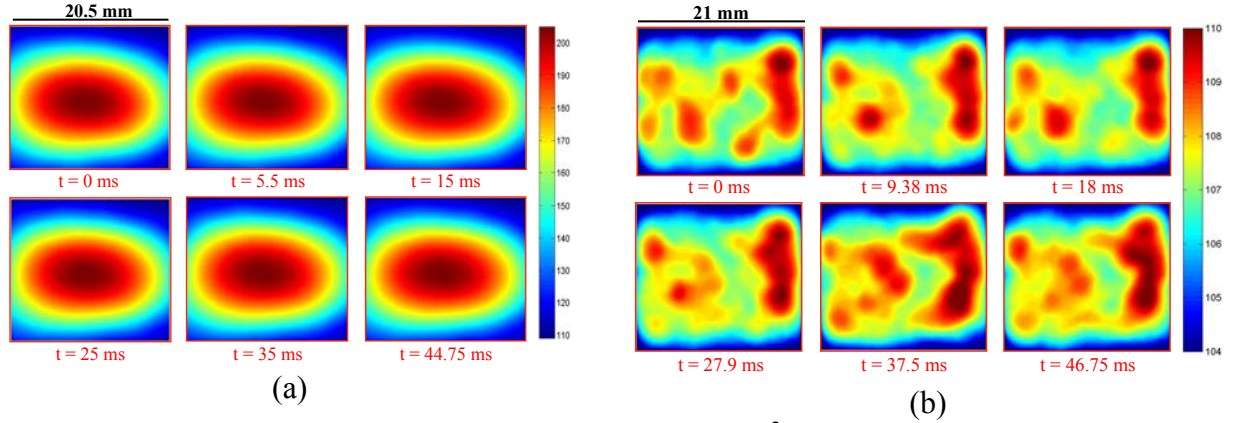 20.5 mm
t = 0 ms
t = 5.5 ms
t = 15 ms
t = 25 ms
t = 35 ms
t = 44.75 ms
200
190
180
170
160
150
140
130
120
110
(a)
21 mm
t = 0 ms
t = 9.38 ms
t = 18 ms
t = 27.9 ms
t = 37.5 ms
t = 46.75 ms
110
109
108
107
106
105
104
(b)